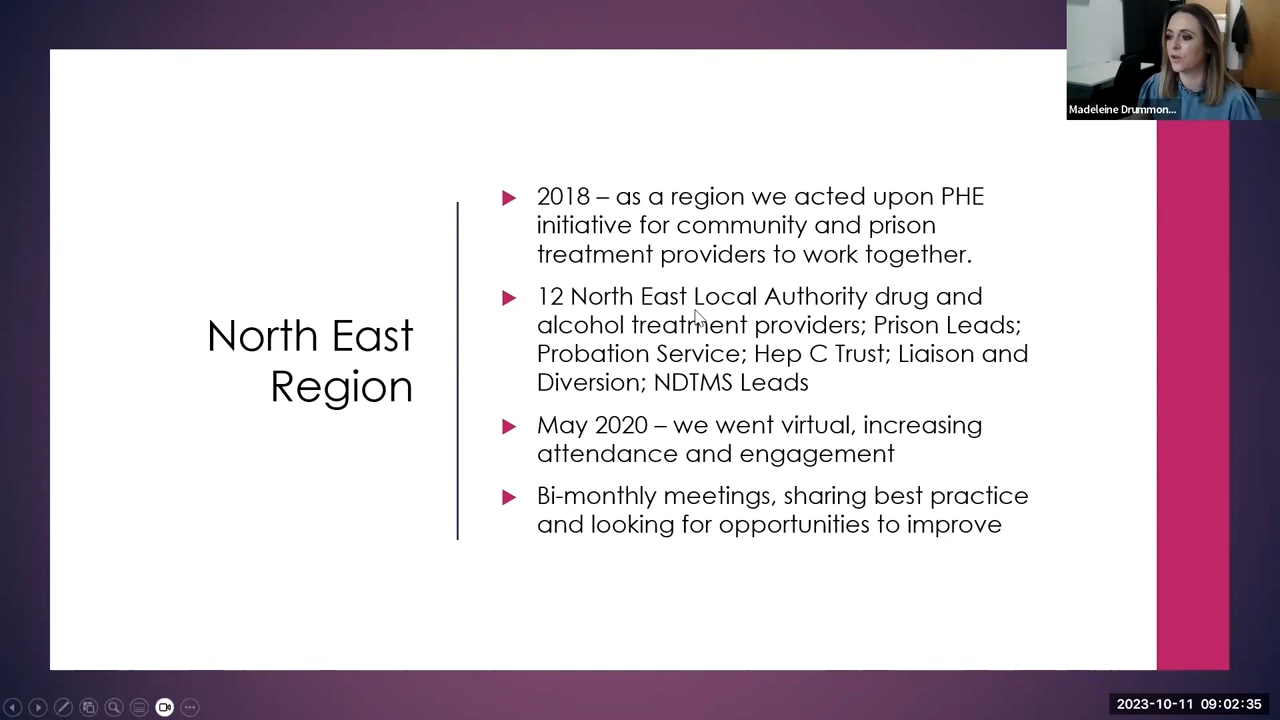 Madeleine Drummon...
North East
Region
2018 – as a region we acted upon PHE
initiative for community and prison
treatment providers to work together.
12 North East Local Authority drug and
alcohol treatment providers; Prison Leads;
Probation Service; Hep C Trust; Liaison and
Diversion; NDTMS Leads
May 2020 – we went virtual, increasing
attendance and engagement
Bi-monthly meetings, sharing best practice
and looking for opportunities to improve
2023-10-11 09:02:35